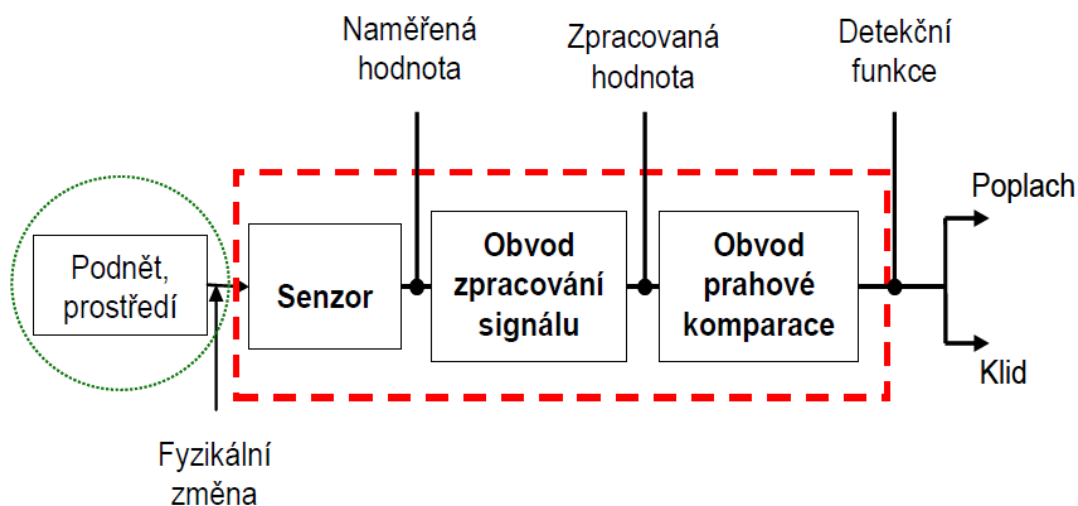 Naměřená
hodnota
Zpracovaná
hodnota
Detekční
funkce
Podnět,
prostředí
Senzor
Obvod
zpracování
signálu
Obvod
prahové
komparace
Poplach
Klid
Fyzikální
změna